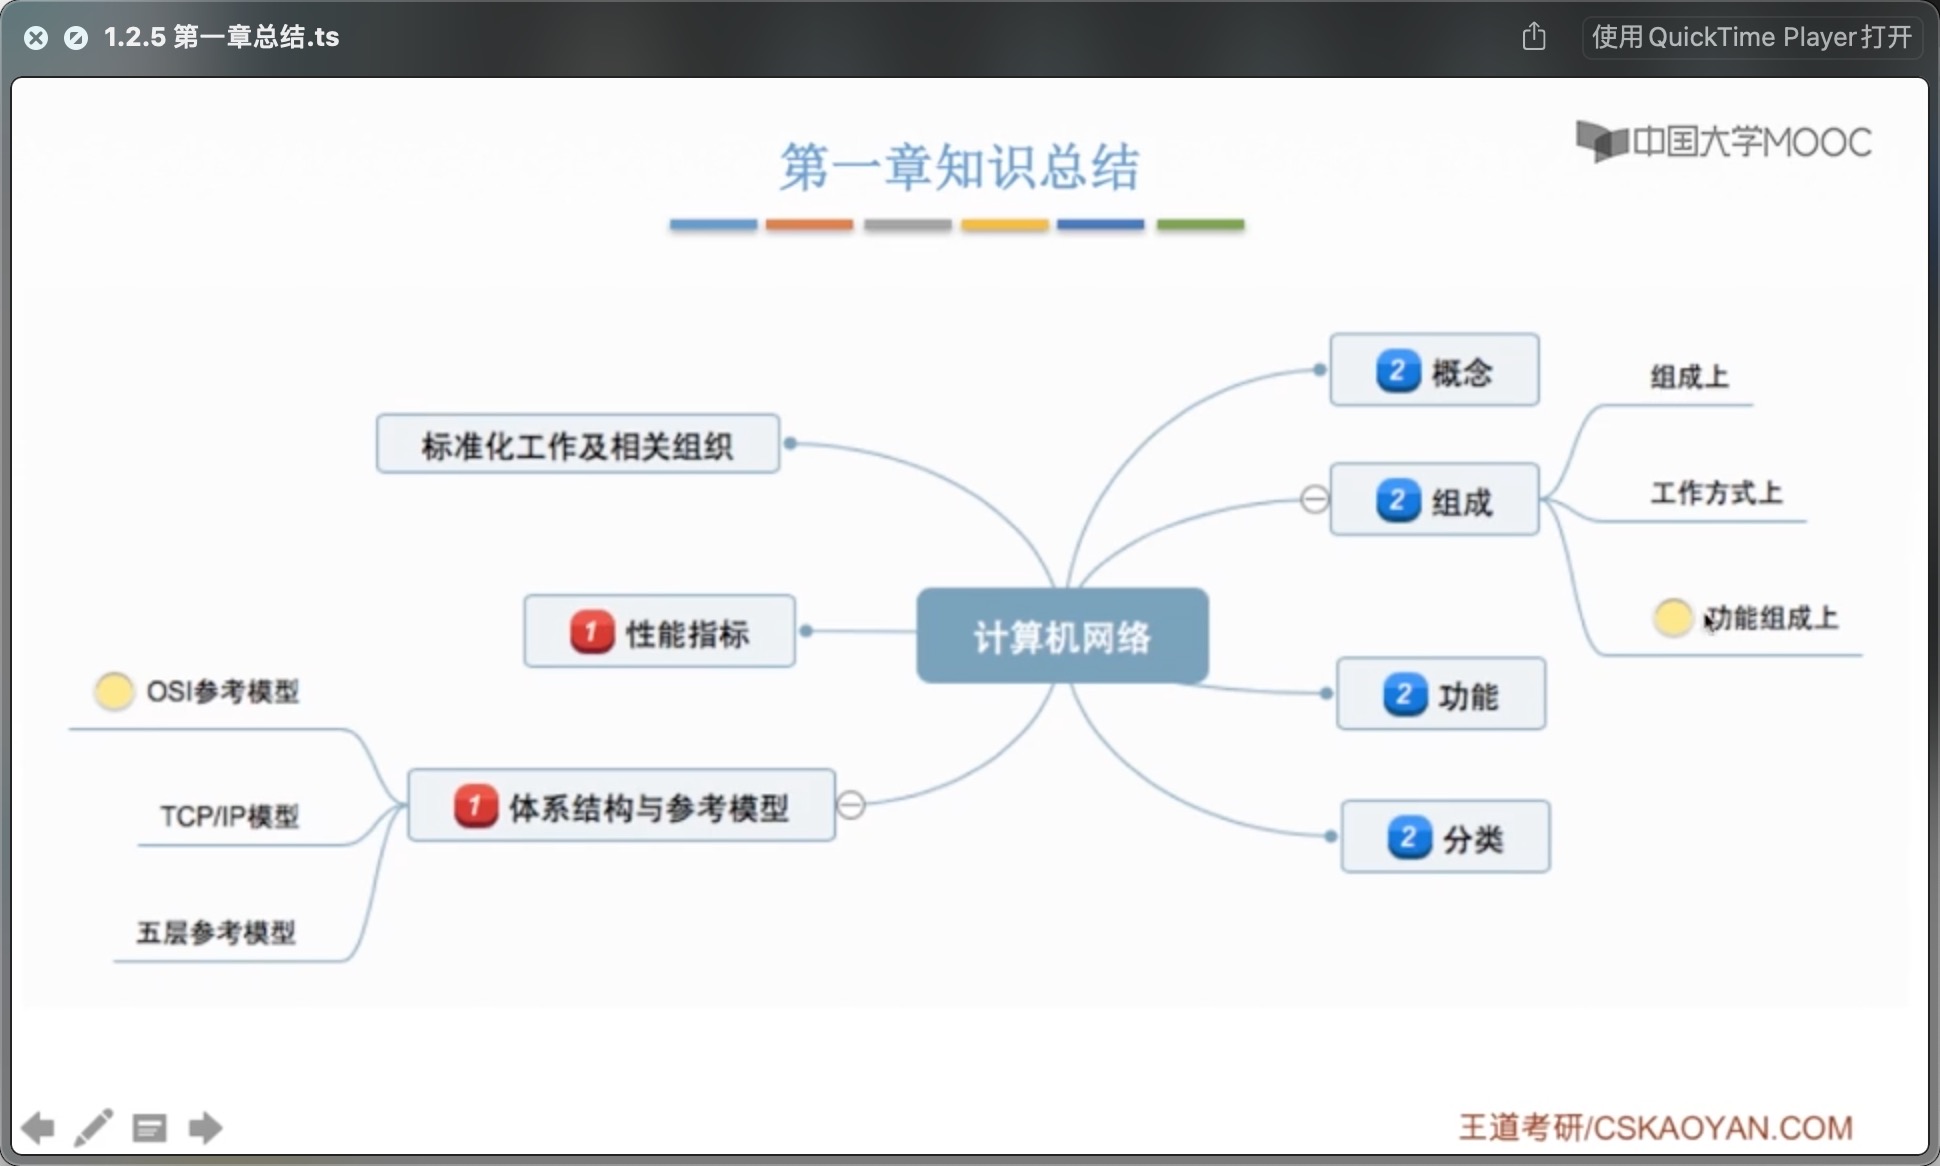 1.2.5 第一章总结.ts
使用 QuickTime Player 打开
中国大学MOOC
第一章知识总结
2 概念
组成上
标准化工作及相关组织
2 组成
工作方式上
功能组成上
1 性能指标
计算机网络
2 功能
OSI参考模型
1 体系结构与参考模型
TCP/IP模型
2 分类
五层参考模型
王道考研/CSKAOYAN.COM